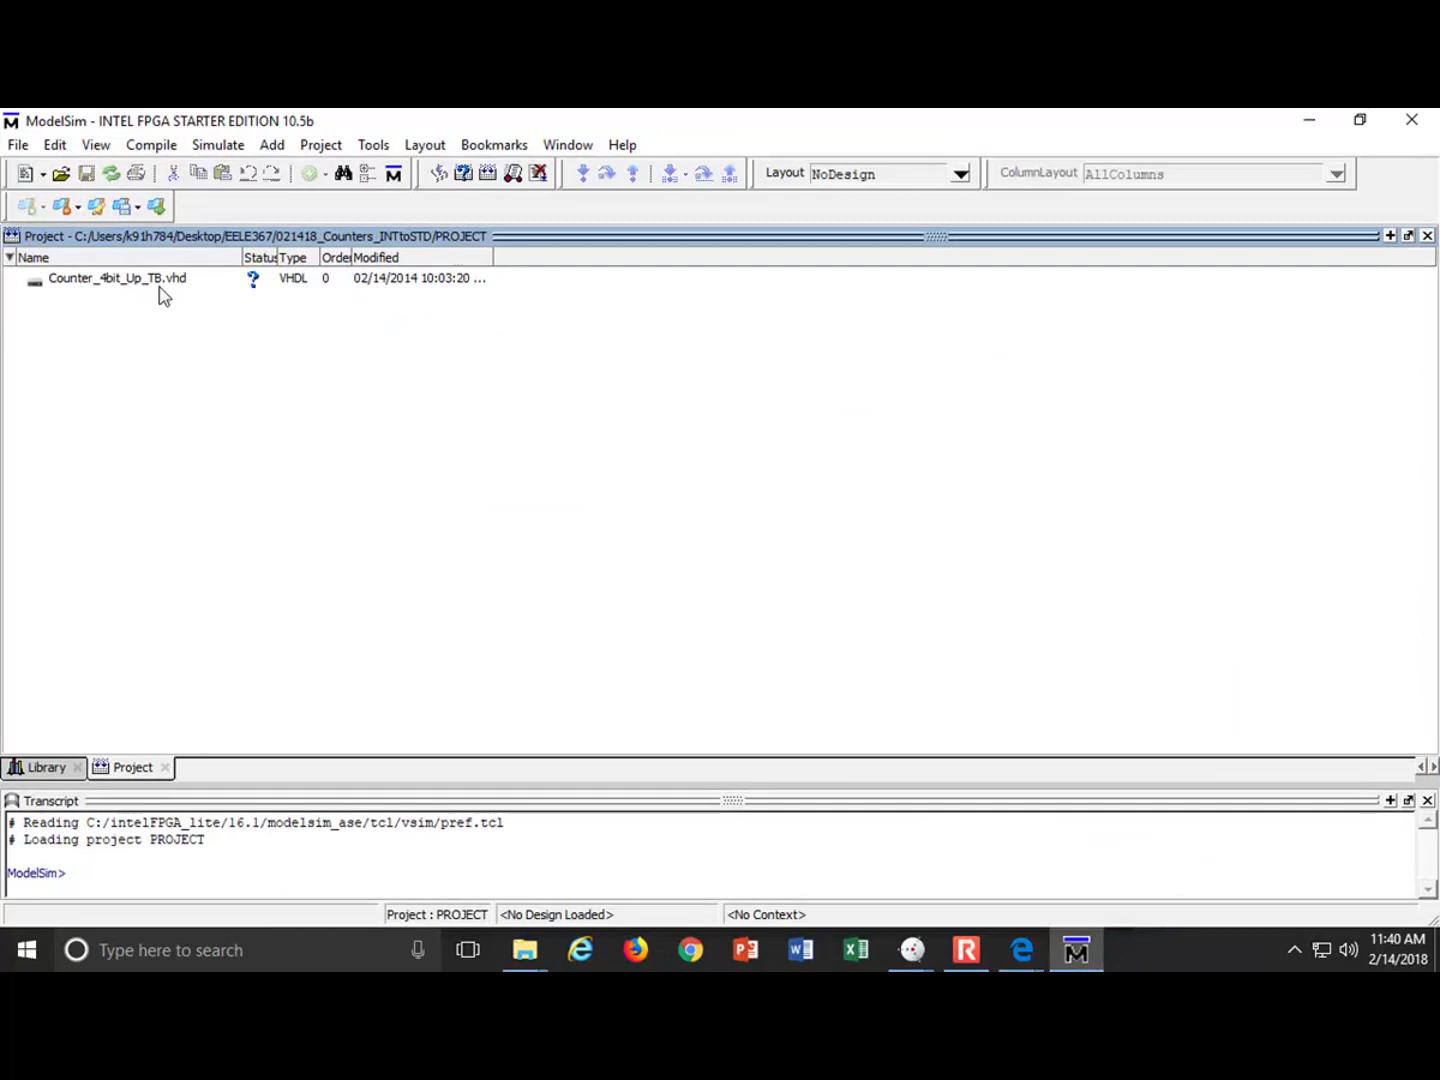 ModelSim - INTEL FPGA STARTER EDITION 10.5b
File Edit View Compile Simulate Add Project Tools Layout Bookmarks Window Help
Layout NoDesign ColumnLayout AllColumns
Project - C:/Users/k91h784/Desktop/EELE367/021418_Counters_INTtoSTD/PROJECT
Name Status Type Order Modified
Counter_4bit_Up_TB.vhd ? VHDL 0 02/14/2014 10:03:20 ...
Library Project
Transcript
# Reading C:/intelFPGA_lite/16.1/modelsim_ase/tcl/vsim/pref.tcl
# Loading project PROJECT
ModelSim>
Project : PROJECT <No Design Loaded> <No Context>
Type here to search
11:40 AM
2/14/2018